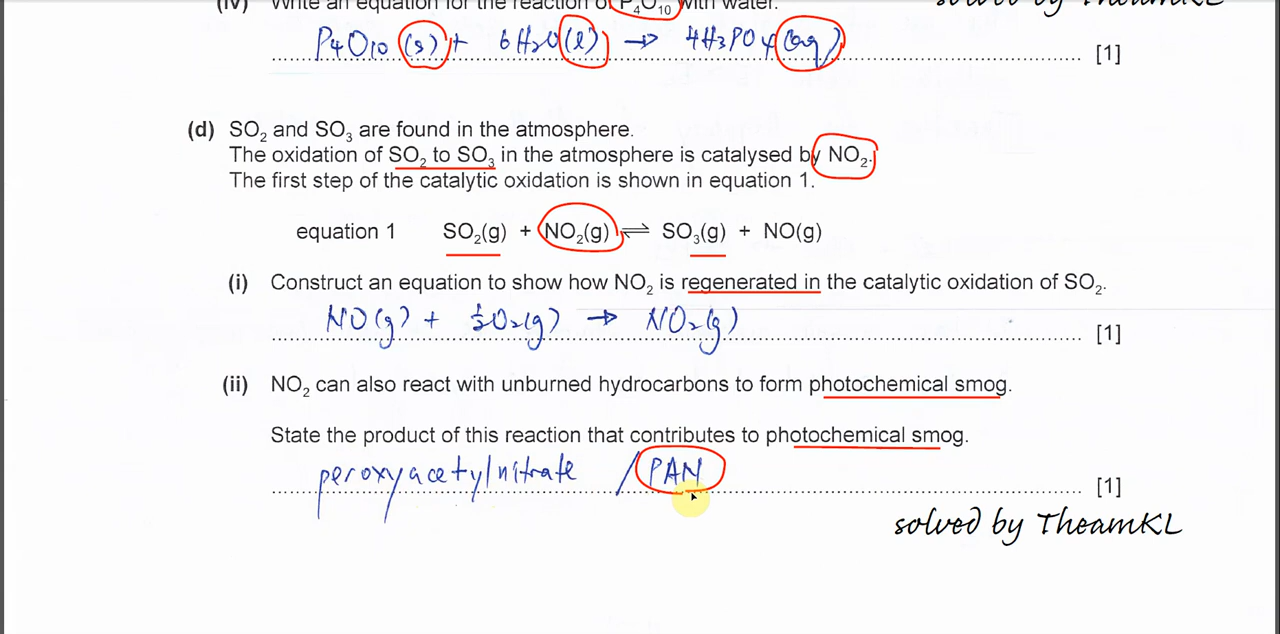 (iv) Write an equation for the reaction of P₄O₁₀ with water.
solved by TheamKL
P₄O₁₀ (s) + 6H₂O(l) → 4H₃PO₄(aq)
[1]
(d) SO₂ and SO₃ are found in the atmosphere.
The oxidation of SO₂ to SO₃ in the atmosphere is catalysed by NO₂.
The first step of the catalytic oxidation is shown in equation 1.
equation 1 SO₂(g) + NO₂(g) ⇌ SO₃(g) + NO(g)
(i) Construct an equation to show how NO₂ is regenerated in the catalytic oxidation of SO₂.
NO(g) + ½O₂(g) → NO₂(g)
[1]
(ii) NO₂ can also react with unburned hydrocarbons to form photochemical smog.
State the product of this reaction that contributes to photochemical smog.
peroxyacetylnitrate / PAN
[1]
solved by TheamKL